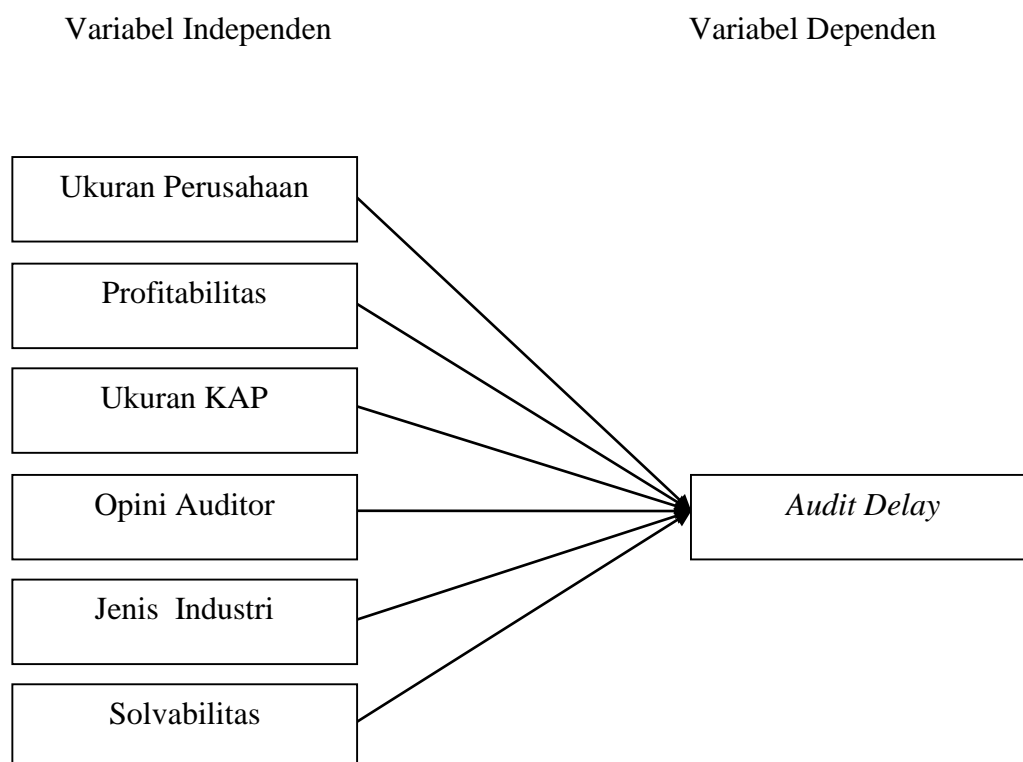 Variabel Independen
Variabel Dependen
Ukuran Perusahaan
Profitabilitas
Ukuran KAP
Opini Auditor
Audit Delay
Jenis Industri
Solvabilitas